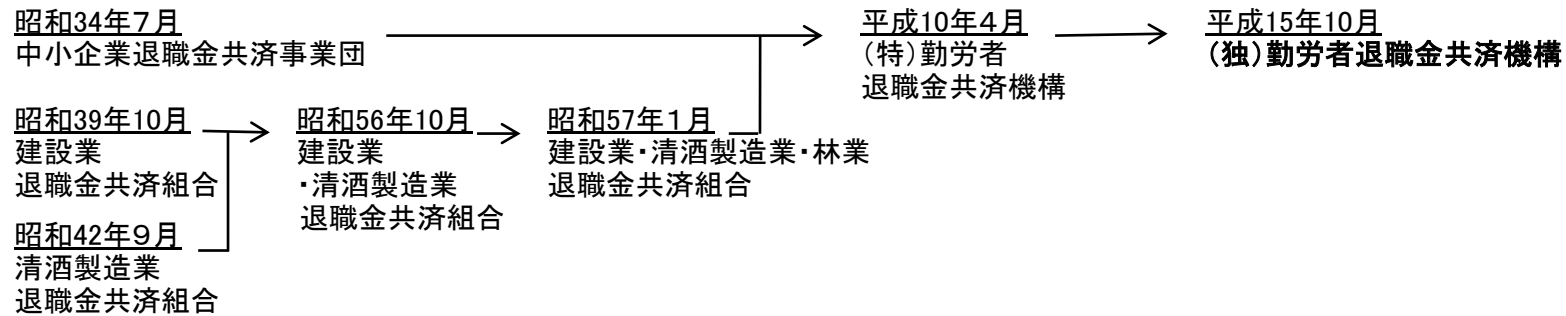 昭和34年７月
中小企業退職金共済事業団
平成10年４月
(特)勤労者
退職金共済機構
平成15年10月
(独)勤労者退職金共済機構
昭和39年10月
建設業
退職金共済組合
昭和56年10月
建設業
・清酒製造業
退職金共済組合
昭和57年１月
建設業・清酒製造業・林業
退職金共済組合
昭和42年９月
清酒製造業
退職金共済組合